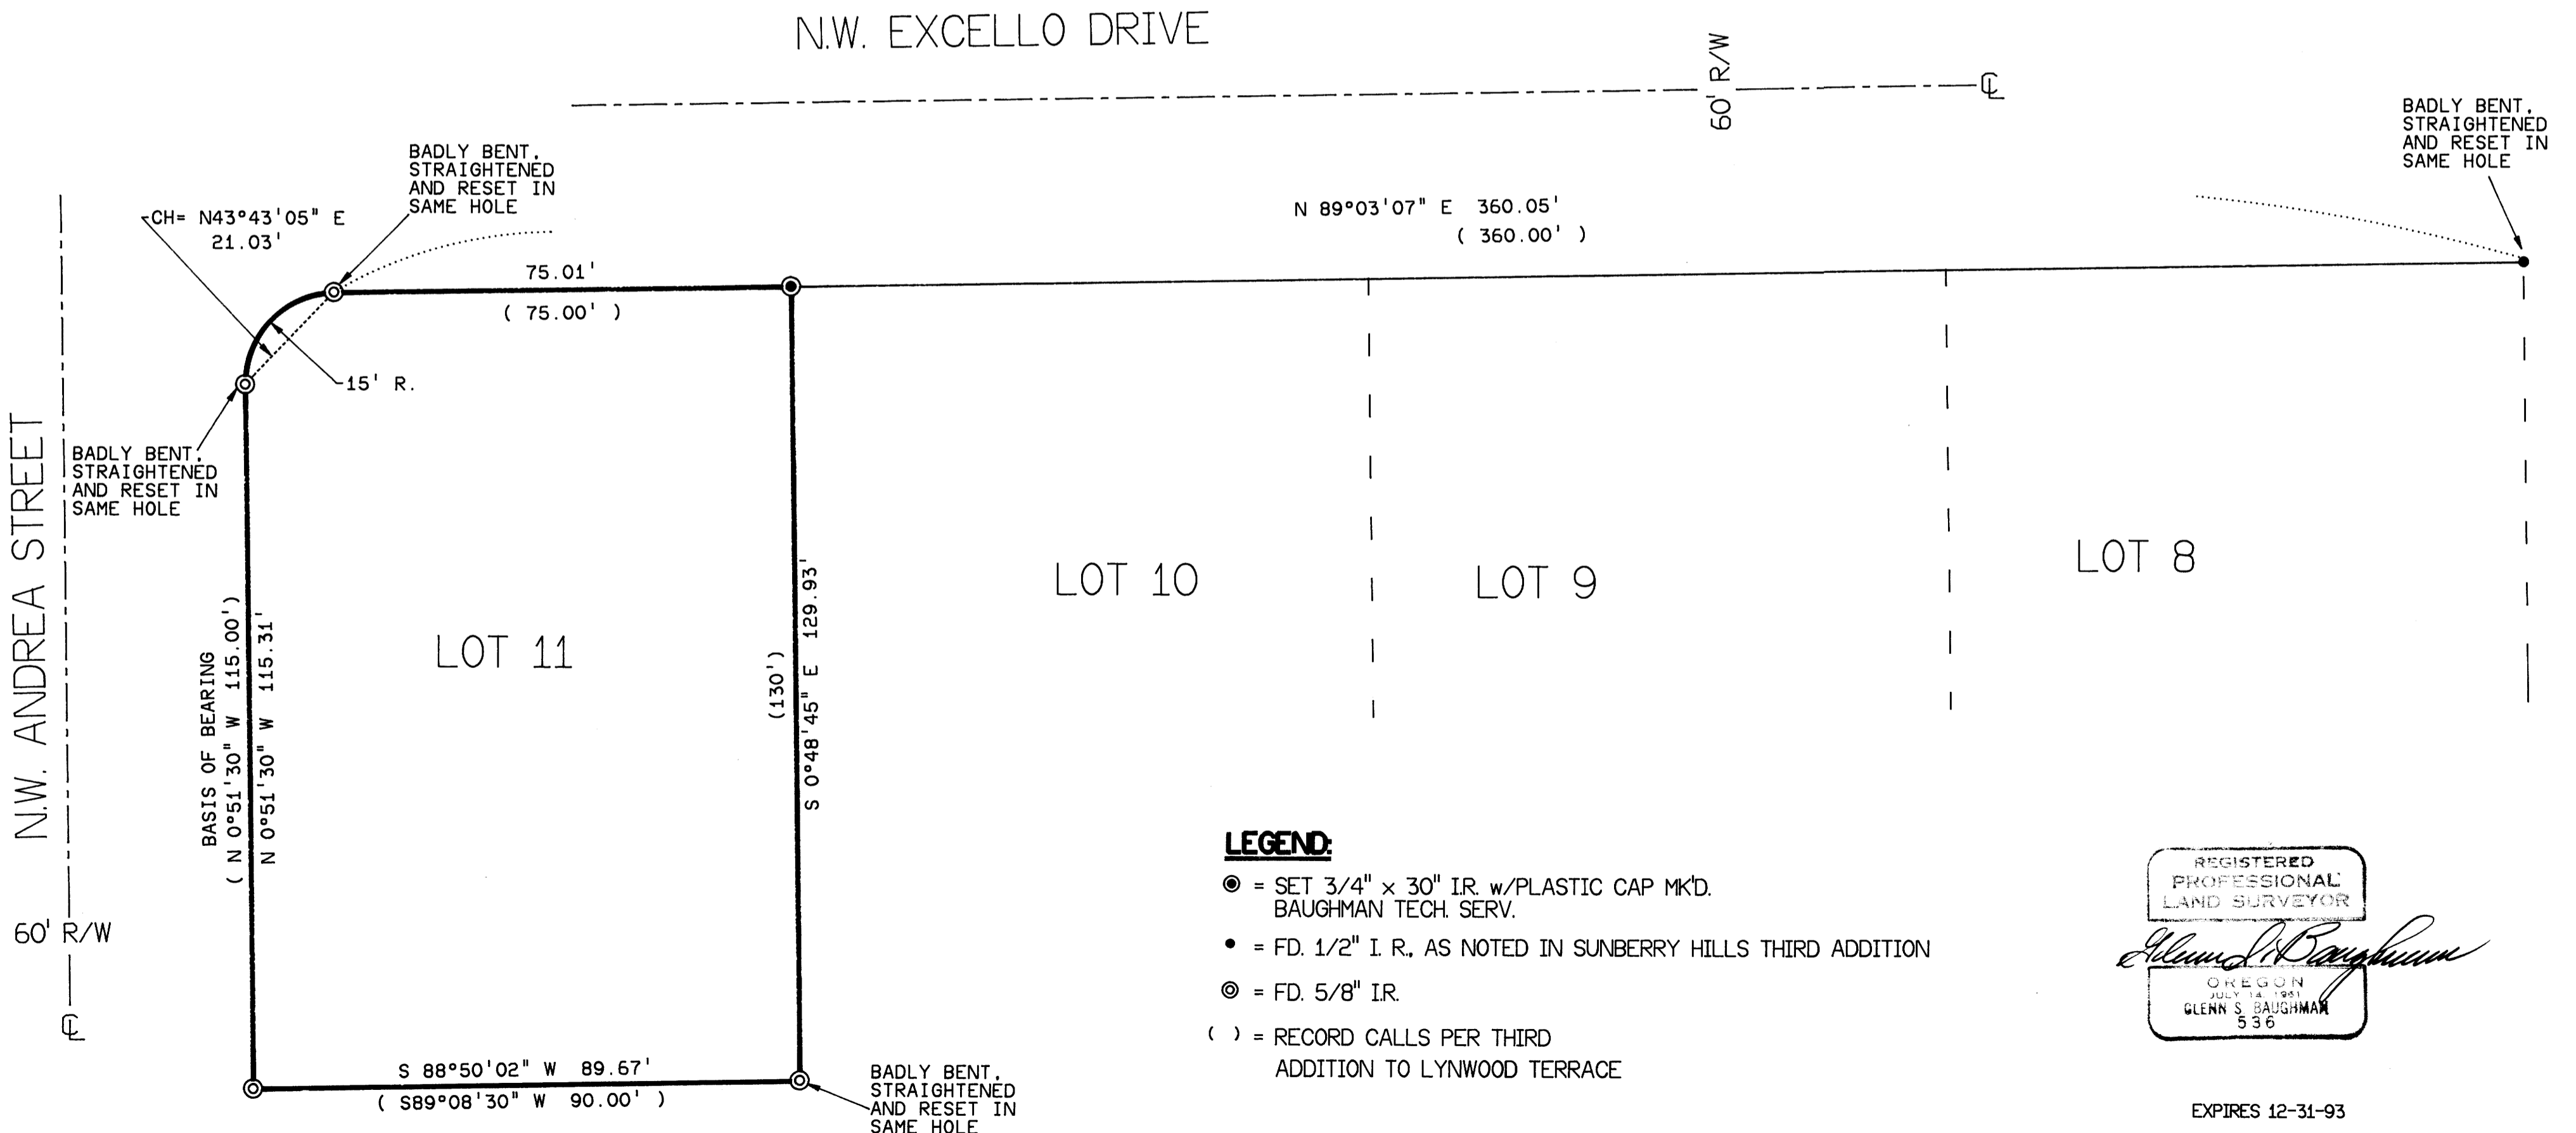 N.W. EXCELLO DRIVE
60' R/W
℄
BADLY BENT,
STRAIGHTENED
AND RESET IN
SAME HOLE
BADLY BENT,
STRAIGHTENED
AND RESET IN
SAME HOLE
CH= N43°43'05" E
21.03'
N 89°03'07" E 360.05'
( 360.00' )
75.01'
( 75.00' )
15' R.
BADLY BENT,
STRAIGHTENED
AND RESET IN
SAME HOLE
N.W. ANDREA STREET
60' R/W
℄
BASIS OF BEARING
( N 0°51'30" W 115.00')
N 0°51'30" W 115.31'
LOT 11
(130')
S 0°48'45" E 129.93'
LOT 10
LOT 9
LOT 8
S 88°50'02" W 89.67'
( S89°08'30" W 90.00' )
BADLY BENT,
STRAIGHTENED
AND RESET IN
SAME HOLE
LEGEND:
= SET 3/4" x 30" I.R. w/PLASTIC CAP MK'D.
BAUGHMAN TECH. SERV.
= FD. 1/2" I. R., AS NOTED IN SUNBERRY HILLS THIRD ADDITION
= FD. 5/8" I.R.
( ) = RECORD CALLS PER THIRD
ADDITION TO LYNWOOD TERRACE
REGISTERED
PROFESSIONAL
LAND SURVEYOR
Glenn S. Baughman
OREGON
JULY 14, 1961
GLENN S. BAUGHMAN
536
EXPIRES 12-31-93